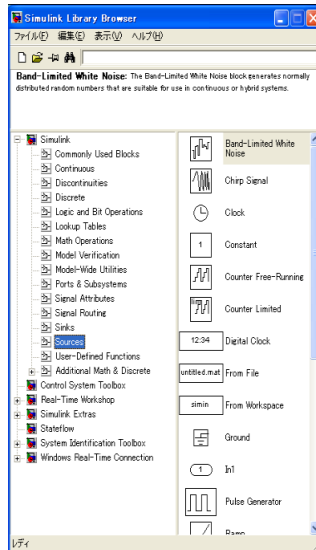 Simulink Library Browser
ファイル(F) 編集(E) 表示(V) ヘルプ(H)
Band-Limited White Noise: The Band-Limited White Noise block generates normally
distributed random numbers that are suitable for use in continuous or hybrid systems.
Simulink
Commonly Used Blocks
Continuous
Discontinuities
Discrete
Logic and Bit Operations
Lookup Tables
Math Operations
Model Verification
Model-Wide Utilities
Ports & Subsystems
Signal Attributes
Signal Routing
Sinks
Sources
User-Defined Functions
Additional Math & Discrete
Control System Toolbox
Real-Time Workshop
Simulink Extras
Stateflow
System Identification Toolbox
Windows Real-Time Connection
Band-Limited White
Noise
Chirp Signal
Clock
1 Constant
Counter Free-Running
Counter Limited
12:34 Digital Clock
untitled.mat From File
simin From Workspace
Ground
1 In1
Pulse Generator
Ramp
レディ